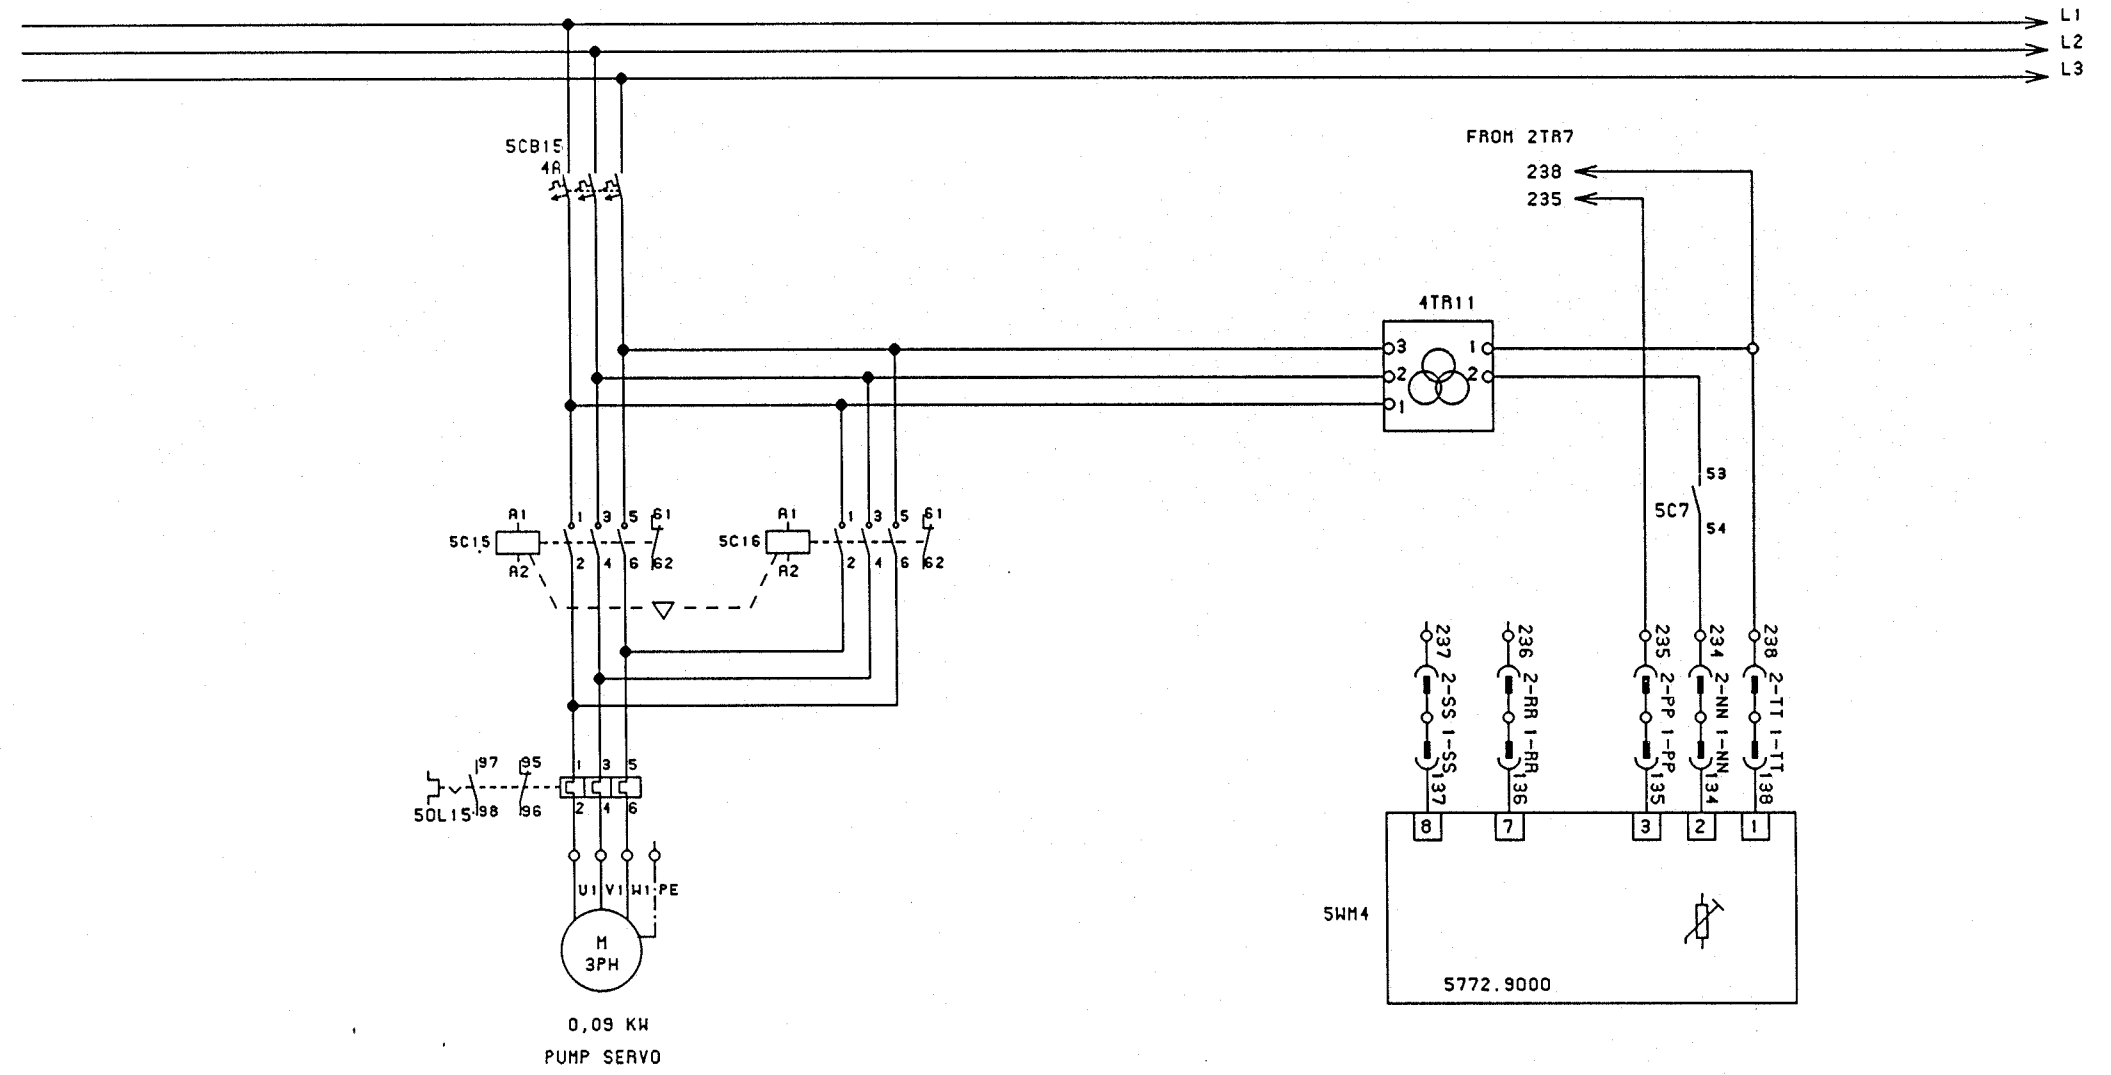 L1
L2
L3
FROM 2TR7
238
235
5CB15
4A
4TR11
3 1
2 2
1
53
5C7
54
A1 1 3 5 61
5C15
A2 2 4 6 62
A1 1 3 5 61
5C16
A2 2 4 6 62
237 236 235 234 238
2-SS 2-RR 2-PP 2-NN 2-TT
1-SS 1-RR 1-PP 1-NN 1-TT
137 136 135 134 138
97 95 1 3 5
5OL15 98 96 2 4 6
8 7 3 2 1
U1 V1 W1 PE
M
3PH
5WM4
5772.9000
0,09 KW
PUMP SERVO